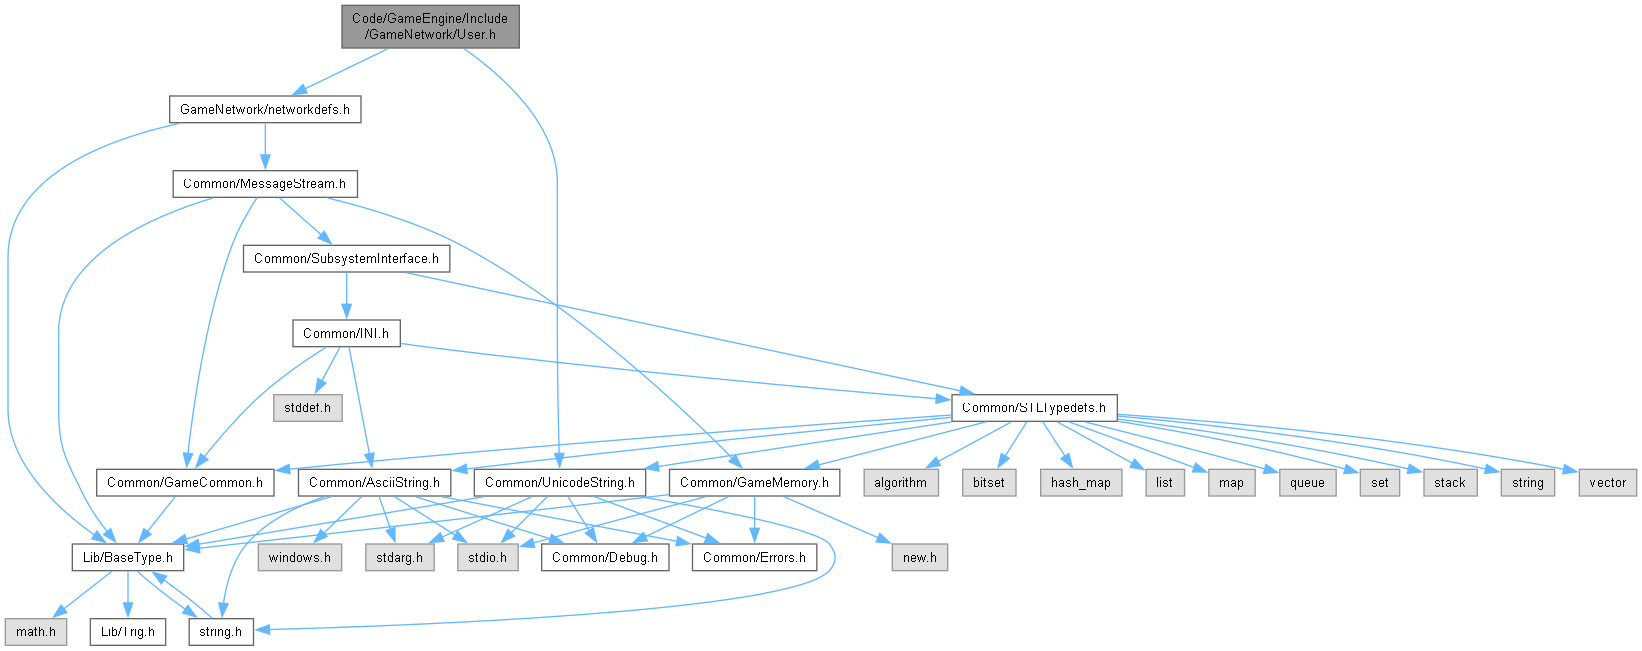 Code/GameEngine/Include
/GameNetwork/User.h
GameNetwork/networkdefs.h
Common/MessageStream.h
Common/SubsystemInterface.h
Common/INI.h
stddef.h
Common/STLTypedefs.h
Common/GameCommon.h
Common/AsciiString.h
Common/UnicodeString.h
Common/GameMemory.h
algorithm
bitset
hash_map
list
map
queue
set
stack
string
vector
Lib/BaseType.h
windows.h
stdarg.h
stdio.h
Common/Debug.h
Common/Errors.h
new.h
math.h
Lib/Trig.h
string.h